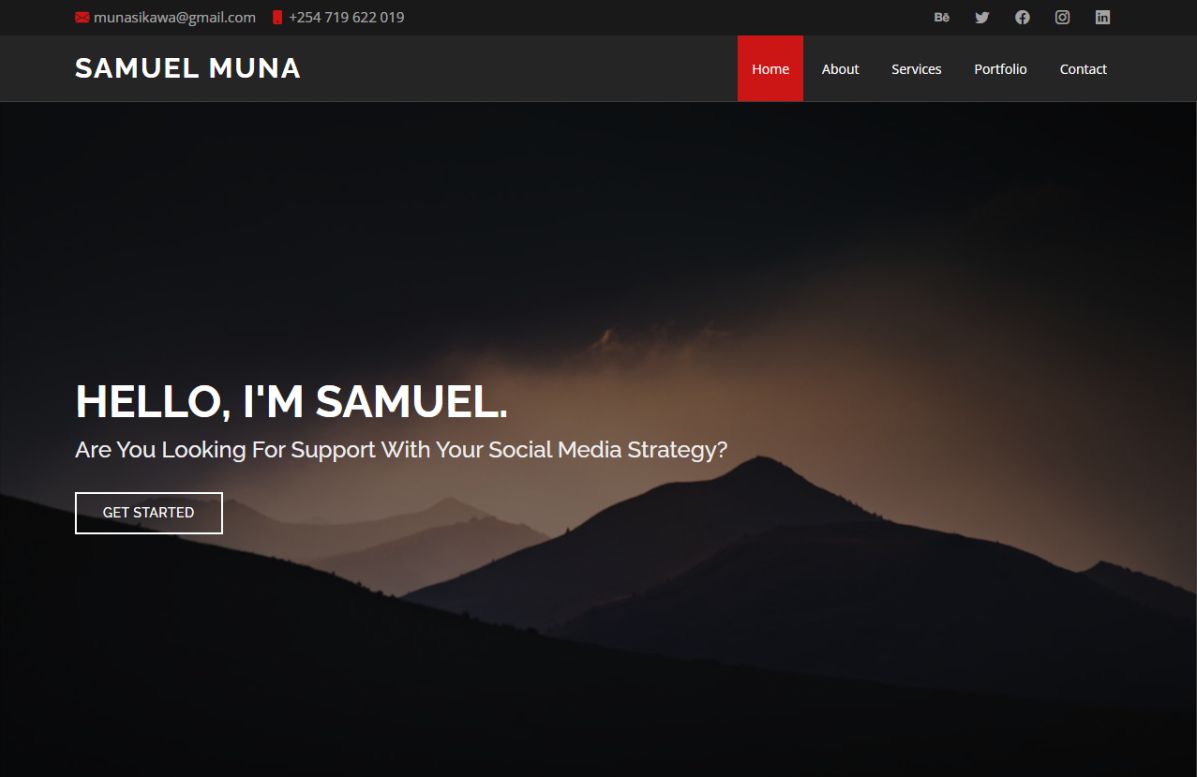 munasikawa@gmail.com +254 719 622 019 Bē
SAMUEL MUNA Home About Services Portfolio Contact
HELLO, I'M SAMUEL.
Are You Looking For Support With Your Social Media Strategy?
GET STARTED